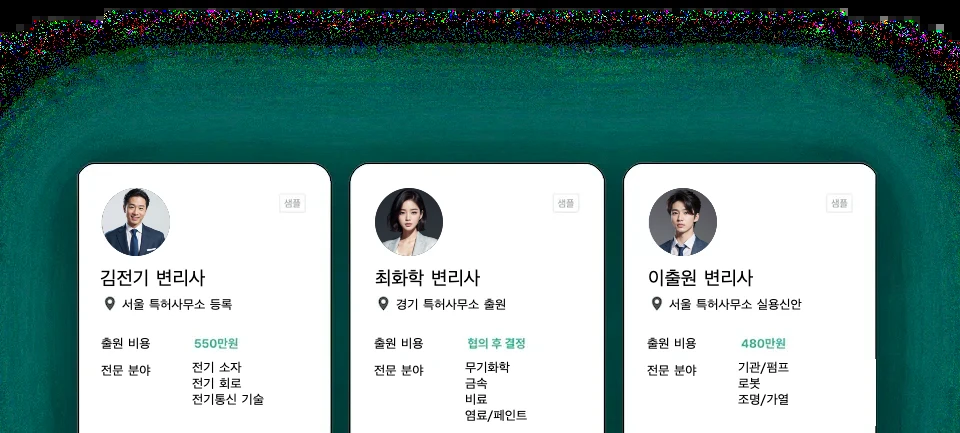 샘플
김전기 변리사
서울 특허사무소 등록
출원 비용 550만원
전문 분야 전기 소자
전기 회로
전기통신 기술
샘플
최화학 변리사
경기 특허사무소 출원
출원 비용 협의 후 결정
전문 분야 무기화학
금속
비료
염료/페인트
샘플
이출원 변리사
서울 특허사무소 실용신안
출원 비용 480만원
전문 분야 기관/펌프
로봇
조명/가열